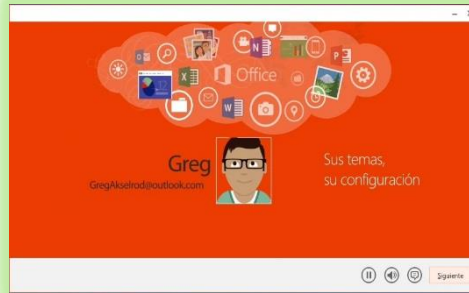 Office
Greg
GregAkselrod@outlook.com
Sus temas,
su configuración
Siguiente